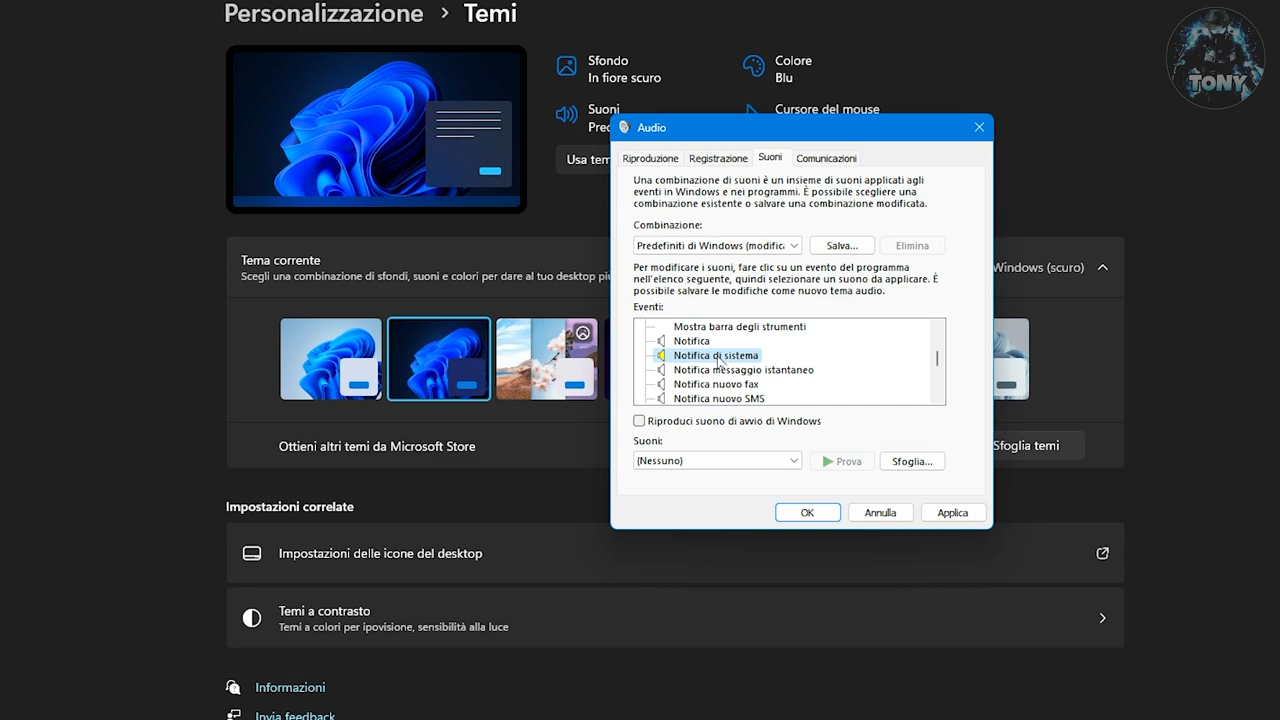 Personalizzazione > Temi
TONY
Sfondo
In fiore scuro
Colore
Blu
Suoni
Cursore del mouse
Audio
Riproduzione Registrazione Suoni Comunicazioni
Una combinazione di suoni è un insieme di suoni applicati agli
eventi in Windows e nei programmi. È possibile scegliere una
combinazione esistente o salvare una combinazione modificata.
Combinazione:
Predefiniti di Windows (modific
Salva... Elimina
Per modificare i suoni, fare clic su un evento del programma
nell'elenco seguente, quindi selezionare un suono da applicare. È
possibile salvare le modifiche come nuovo tema audio.
Eventi:
Mostra barra degli strumenti
Notifica
Notifica di sistema
Notifica messaggio istantaneo
Notifica nuovo fax
Notifica nuovo SMS
Riproduci suono di avvio di Windows
Suoni:
(Nessuno)
Prova Sfoglia...
OK Annulla Applica
Tema corrente
Scegli una combinazione di sfondi, suoni e colori per dare al tuo desktop
Windows (scuro)
Ottieni altri temi da Microsoft Store
Sfoglia temi
Impostazioni correlate
Impostazioni delle icone del desktop
Temi a contrasto
Temi a colori per ipovisione, sensibilità alla luce
Informazioni
Invia feedback